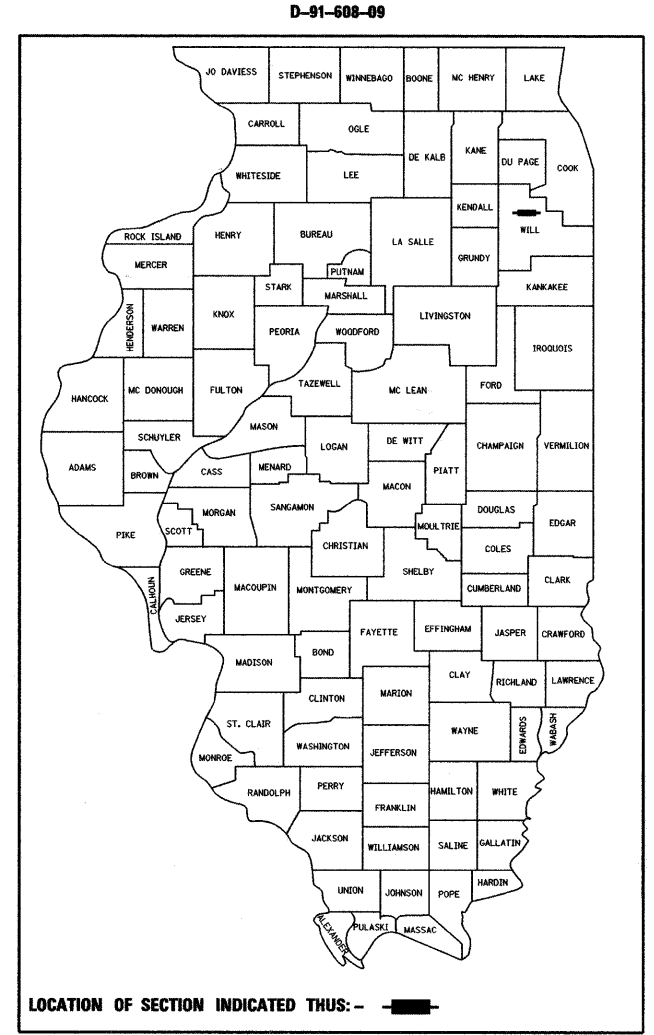 D-91-608-09
JO DAVIESS
STEPHENSON
WINNEBAGO
BOONE
MC HENRY
LAKE
CARROLL
OGLE
DE KALB
KANE
DU PAGE
COOK
WHITESIDE
LEE
KENDALL
WILL
ROCK ISLAND
HENRY
BUREAU
LA SALLE
GRUNDY
MERCER
PUTNAM
STARK
MARSHALL
KANKAKEE
HENDERSON
WARREN
KNOX
PEORIA
WOODFORD
LIVINGSTON
IROQUOIS
HANCOCK
MC DONOUGH
FULTON
TAZEWELL
MC LEAN
FORD
SCHUYLER
MASON
LOGAN
DE WITT
CHAMPAIGN
VERMILION
ADAMS
BROWN
CASS
MENARD
PIATT
MACON
PIKE
SCOTT
MORGAN
SANGAMON
CHRISTIAN
MOULTRIE
DOUGLAS
EDGAR
COLES
CALHOUN
GREENE
MACOUPIN
MONTGOMERY
SHELBY
CUMBERLAND
CLARK
JERSEY
FAYETTE
EFFINGHAM
JASPER
CRAWFORD
MADISON
BOND
CLINTON
MARION
CLAY
RICHLAND
LAWRENCE
ST. CLAIR
WASHINGTON
JEFFERSON
WAYNE
EDWARDS
WABASH
MONROE
RANDOLPH
PERRY
FRANKLIN
HAMILTON
WHITE
JACKSON
WILLIAMSON
SALINE
GALLATIN
UNION
JOHNSON
POPE
HARDIN
ALEXANDER
PULASKI
MASSAC
LOCATION OF SECTION INDICATED THUS: -